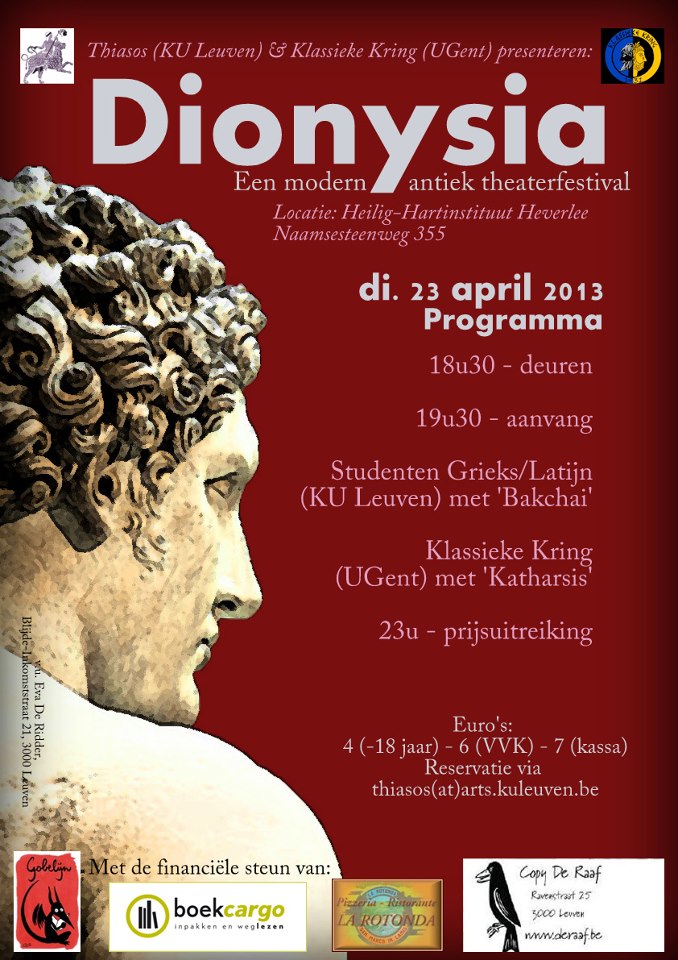 Thiasos (KU Leuven) & Klassieke Kring (UGent) presenteren:
Dionysia
Een modern antiek theaterfestival
Locatie: Heilig-Hartinstituut Heverlee
Naamsesteenweg 355
di. 23 april 2013
Programma
18u30 - deuren
19u30 - aanvang
Studenten Grieks/Latijn
(KU Leuven) met 'Bakchai'
Klassieke Kring
(UGent) met 'Katharsis'
23u - prijsuitreiking
v.u. Eva De Ridder,
Blijde-Inkomststraat 21, 3000 Leuven
Euro's:
4 (-18 jaar) - 6 (VVK) - 7 (kassa)
Reservatie via
thiasos(at)arts.kuleuven.be
Met de financiële steun van:
Gobelijn
boekcargo
inpakken en weglezen
Pizzeria - Ristorante
LA ROTONDA
Copy De Raaf
Ravenstraat 25
3000 Leuven
www.deraaf.be